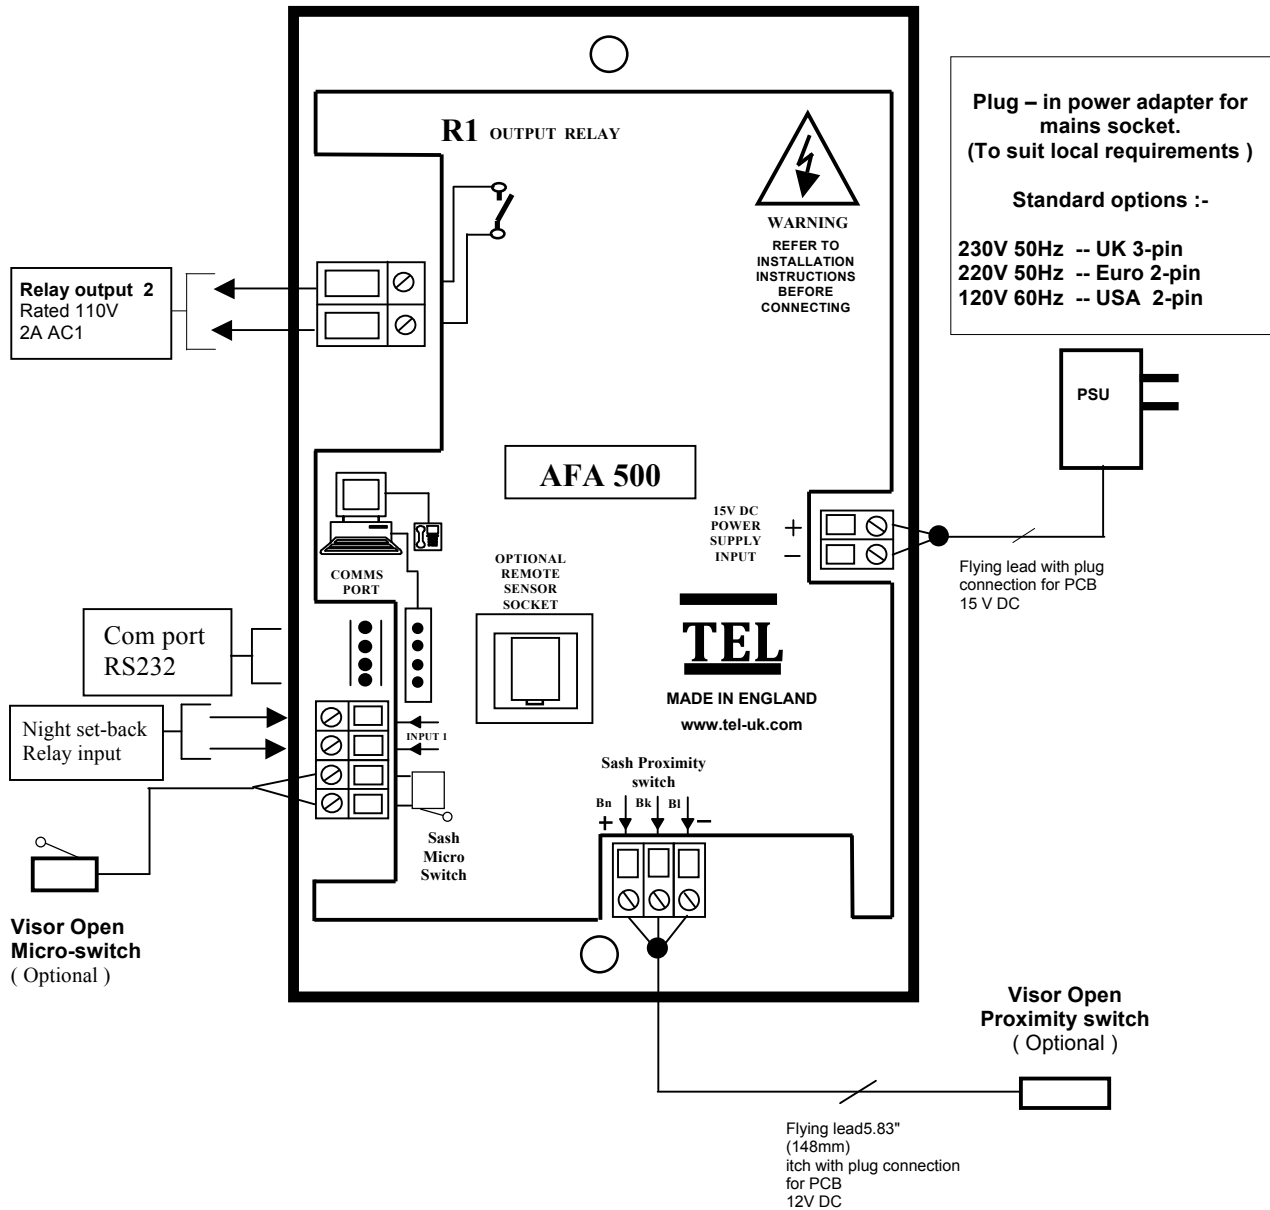 R1 OUTPUT RELAY
WARNING
REFER TO
INSTALLATION
INSTRUCTIONS
BEFORE
CONNECTING
Plug – in power adapter for
mains socket.
(To suit local requirements )
Standard options :-
230V 50Hz -- UK 3-pin
220V 50Hz -- Euro 2-pin
120V 60Hz -- USA 2-pin
PSU
Relay output 2
Rated 110V
2A AC1
AFA 500
15V DC
POWER
SUPPLY
INPUT
+
–
Flying lead with plug
connection for PCB
15 V DC
COMMS
PORT
OPTIONAL
REMOTE
SENSOR
SOCKET
Com port
RS232
TEL
MADE IN ENGLAND
www.tel-uk.com
Night set-back
Relay input
INPUT 1
Sash Proximity
switch
Bn Bk Bl
+ –
Sash
Micro
Switch
Visor Open
Micro-switch
( Optional )
Visor Open
Proximity switch
( Optional )
Flying lead5.83"
(148mm)
itch with plug connection
for PCB
12V DC